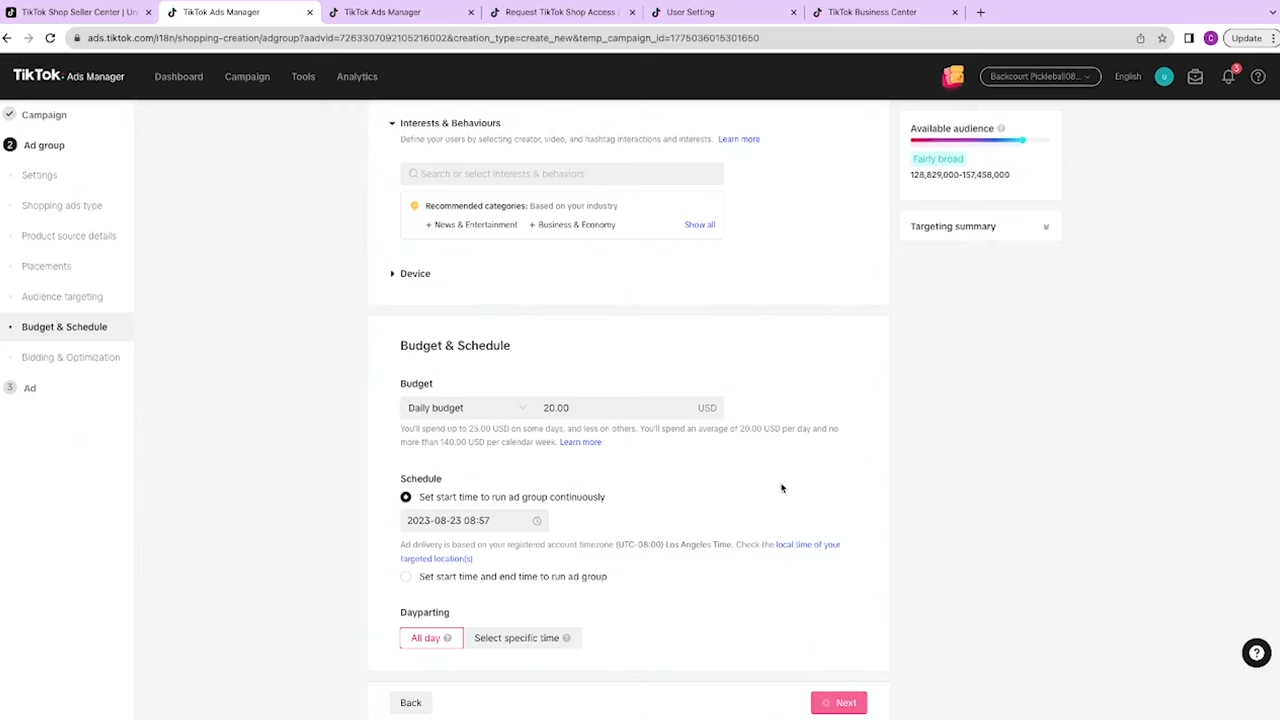 TikTok Shop Seller Center | Un
TikTok Ads Manager
TikTok Ads Manager
Request TikTok Shop Access |
User Setting
TikTok Business Center
ads.tiktok.com/i18n/shopping-creation/adgroup?aadvid=7263307092105216002&creation_type=create_new&temp_campaign_id=1775036015301650
C
Update
TikTok: Ads Manager
Dashboard
Campaign
Tools
Analytics
Backcourt Pickleball08...
English
U
3
Campaign
2 Ad group
Settings
Shopping ads type
Product source details
Placements
Audience targeting
Budget & Schedule
Bidding & Optimization
3 Ad
Interests & Behaviours
Define your users by selecting creator, video, and hashtag interactions and interests. Learn more
Search or select interests & behaviors
Recommended categories: Based on your industry
+ News & Entertainment + Business & Economy Show all
Device
Budget & Schedule
Budget
Daily budget 20.00 USD
You'll spend up to 25.00 USD on some days, and less on others. You'll spend an average of 20.00 USD per day and no
more than 140.00 USD per calendar week. Learn more
Schedule
Set start time to run ad group continuously
2023-08-23 08:57
Ad delivery is based on your registered account timezone (UTC-08:00) Los Angeles Time. Check the local time of your
targeted location(s)
Set start time and end time to run ad group
Dayparting
All day ? Select specific time ?
Back
Next
Available audience ?
Fairly broad
128,829,000-157,458,000
Targeting summary
?